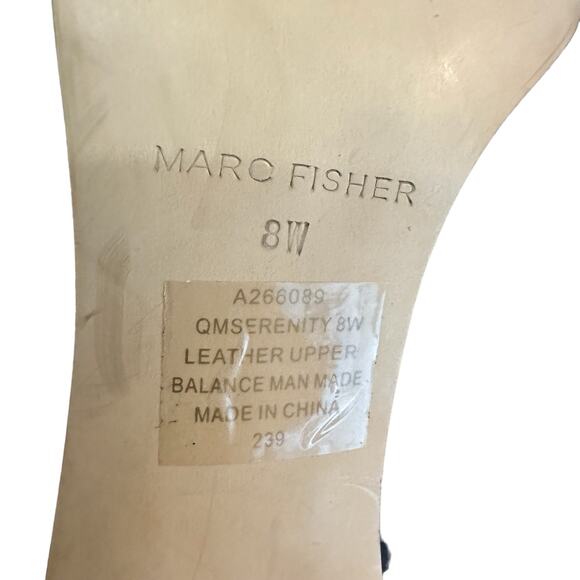 MARC FISHER
8W
A266089
QMSERENITY 8W
LEATHER UPPER
BALANCE MAN MADE
MADE IN CHINA
239